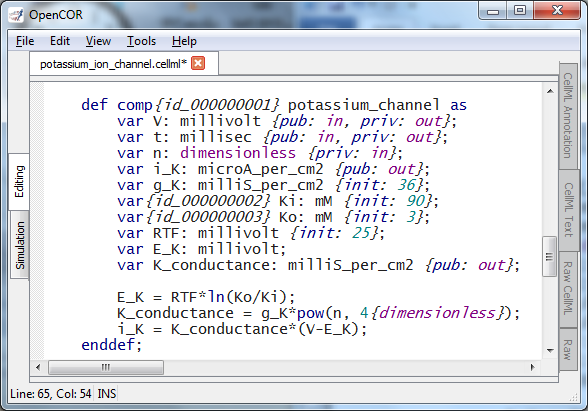 OpenCOR
File Edit View Tools Help
potassium_ion_channel.cellml*
def comp{id_000000001} potassium_channel as
var V: millivolt {pub: in, priv: out};
var t: millisec {pub: in, priv: out};
var n: dimensionless {priv: in};
var i_K: microA_per_cm2 {pub: out};
var g_K: milliS_per_cm2 {init: 36};
var{id_000000002} Ki: mM {init: 90};
var{id_000000003} Ko: mM {init: 3};
var RTF: millivolt {init: 25};
var E_K: millivolt;
var K_conductance: milliS_per_cm2 {pub: out};
E_K = RTF*ln(Ko/Ki);
K_conductance = g_K*pow(n, 4{dimensionless});
i_K = K_conductance*(V-E_K);
enddef;
Editing
Simulation
CellML Annotation
CellML Text
Raw CellML
Raw
Line: 65, Col: 54 INS